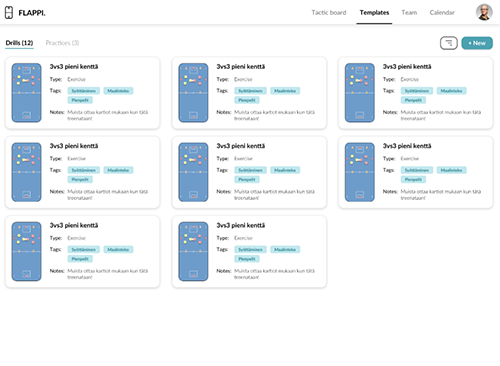 FLAPPI.
Tactic board Templates Team Calendar
Drills (12) Practices (3)
+ New
3vs3 pieni kenttä
Type: Exercise
Tags: Syöttäminen Maalinteko
Pienpelit
Notes: Muista ottaa kartiot mukaan kun tätä
treenataan!
3vs3 pieni kenttä
Type: Exercise
Tags: Syöttäminen Maalinteko
Pienpelit
Notes: Muista ottaa kartiot mukaan kun tätä
treenataan!
3vs3 pieni kenttä
Type: Exercise
Tags: Syöttäminen Maalinteko
Pienpelit
Notes: Muista ottaa kartiot mukaan kun tätä
treenataan!
3vs3 pieni kenttä
Type: Exercise
Tags: Syöttäminen Maalinteko
Pienpelit
Notes: Muista ottaa kartiot mukaan kun tätä
treenataan!
3vs3 pieni kenttä
Type: Exercise
Tags: Syöttäminen Maalinteko
Pienpelit
Notes: Muista ottaa kartiot mukaan kun tätä
treenataan!
3vs3 pieni kenttä
Type: Exercise
Tags: Syöttäminen Maalinteko
Pienpelit
Notes: Muista ottaa kartiot mukaan kun tätä
treenataan!
3vs3 pieni kenttä
Type: Exercise
Tags: Syöttäminen Maalinteko
Pienpelit
Notes: Muista ottaa kartiot mukaan kun tätä
treenataan!
3vs3 pieni kenttä
Type: Exercise
Tags: Syöttäminen Maalinteko
Pienpelit
Notes: Muista ottaa kartiot mukaan kun tätä
treenataan!